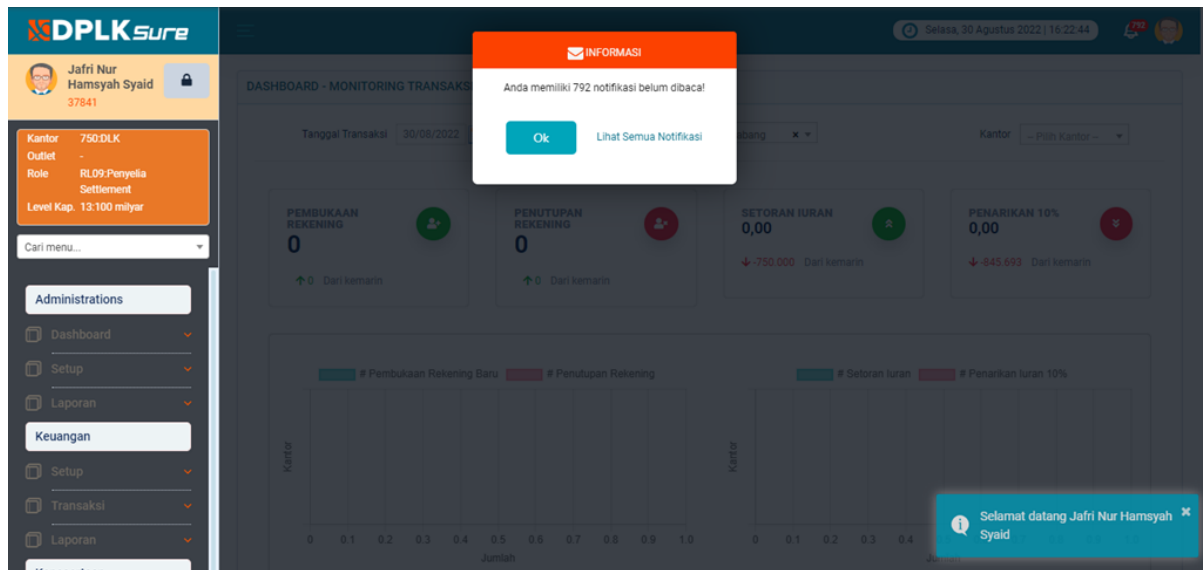 DPLKSure
Jafri Nur
Hamsyah Syaid
37841
Kantor 750:DLK
Outlet -
Role RL09:Penyelia
Settlement
Level Kap. 13:100 milyar
Cari menu...
Administrations
Dashboard
Setup
Laporan
Keuangan
Setup
Transaksi
Laporan
Selasa, 30 Agustus 2022 | 16:22:44
792
INFORMASI
Anda memiliki 792 notifikasi belum dibaca!
Ok Lihat Semua Notifikasi
DASHBOARD - MONITORING TRANSAKS
Tanggal Transaksi 30/08/2022
abang × Kantor -- Pilih Kantor --
PEMBUKAAN
REKENING
0
0 Dari kemarin
PENUTUPAN
REKENING
0
0 Dari kemarin
SETORAN IURAN
0,00
-750.000 Dari kemarin
PENARIKAN 10%
0,00
-845.693 Dari kemarin
# Pembukaan Rekening Baru # Penutupan Rekening
Kantor
0 0.1 0.2 0.3 0.4 0.5 0.6 0.7 0.8 0.9 1.0
Jumlah
# Setoran Iuran # Penarikan Iuran 10%
Kantor
0 0.1 0.2 0.3 0.4
Selamat datang Jafri Nur Hamsyah ×
Syaid